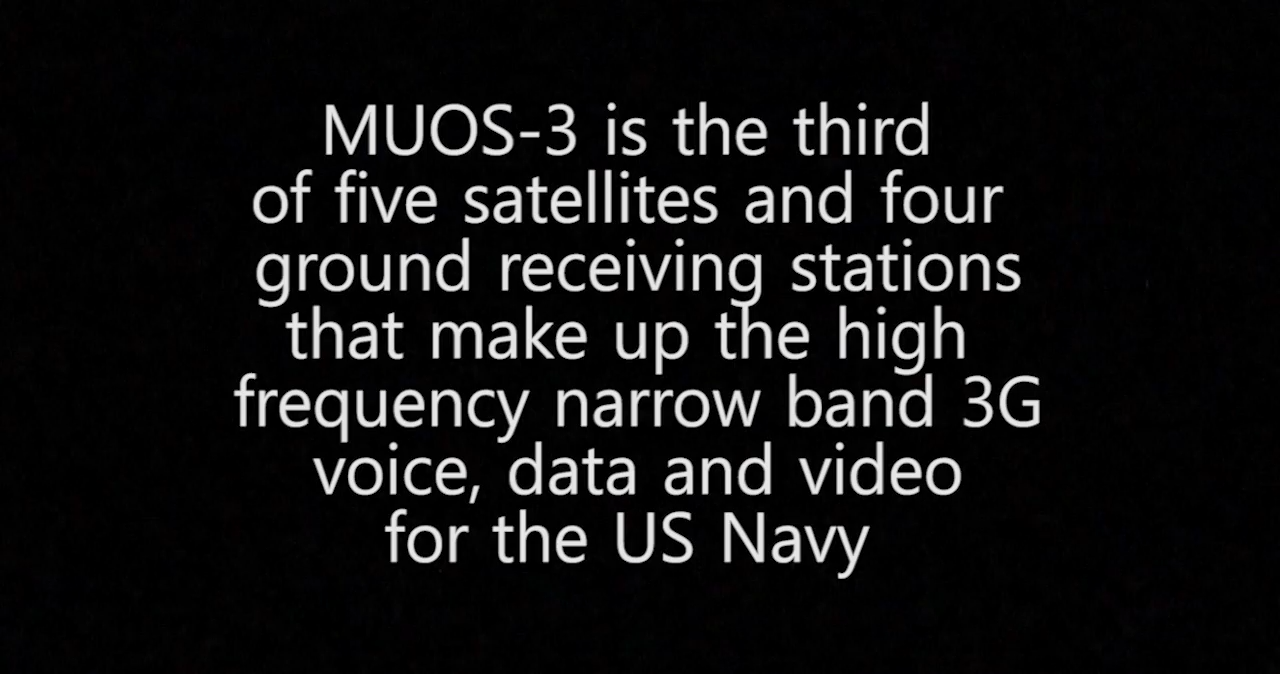 MUOS-3 is the third
of five satellites and four
ground receiving stations
that make up the high
frequency narrow band 3G
voice, data and video
for the US Navy